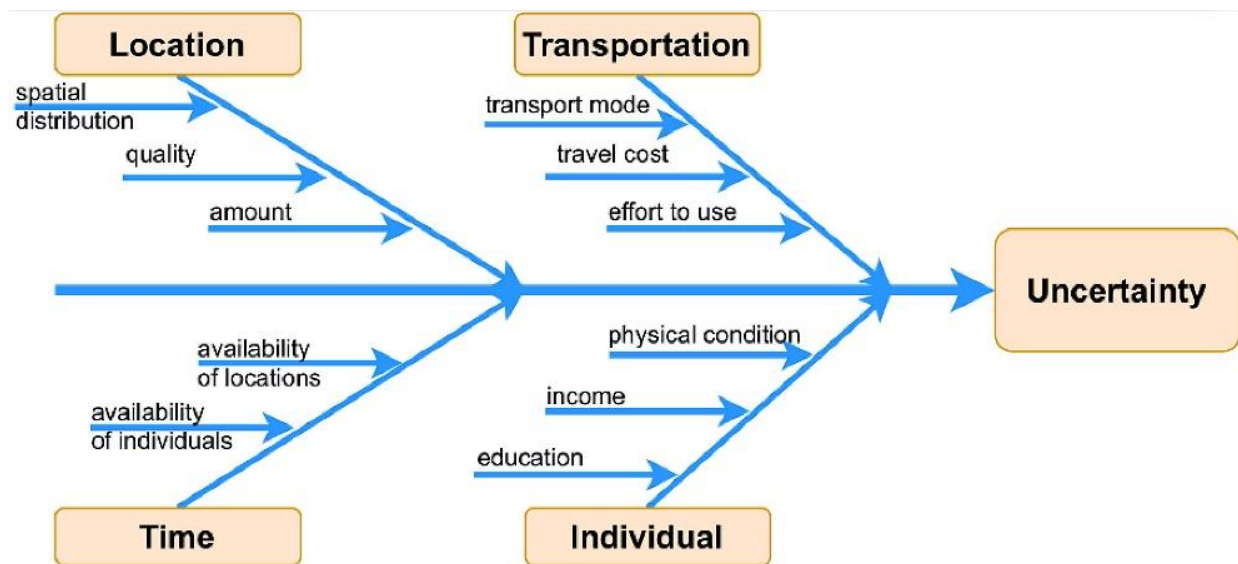 Location
Transportation
spatial
distribution
quality
amount
transport mode
travel cost
effort to use
Uncertainty
availability
of locations
availability
of individuals
physical condition
income
education
Time
Individual